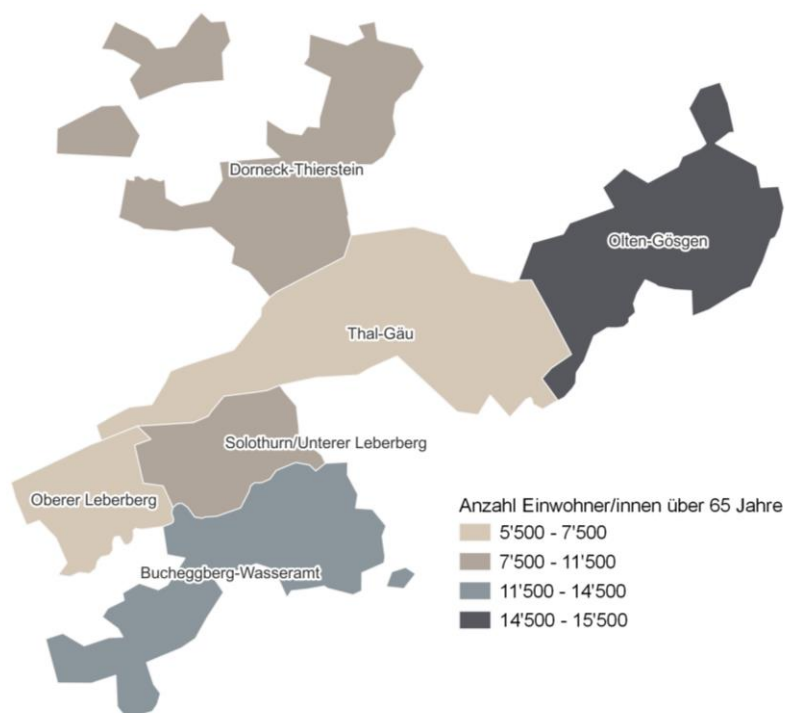 Dorneck-Thierstein
Olten-Gösgen
Thal-Gäu
Solothurn/Unterer Leberberg
Oberer Leberberg
Bucheggberg-Wasseramt
Anzahl Einwohner/innen über 65 Jahre
5'500 - 7'500
7'500 - 11'500
11'500 - 14'500
14'500 - 15'500